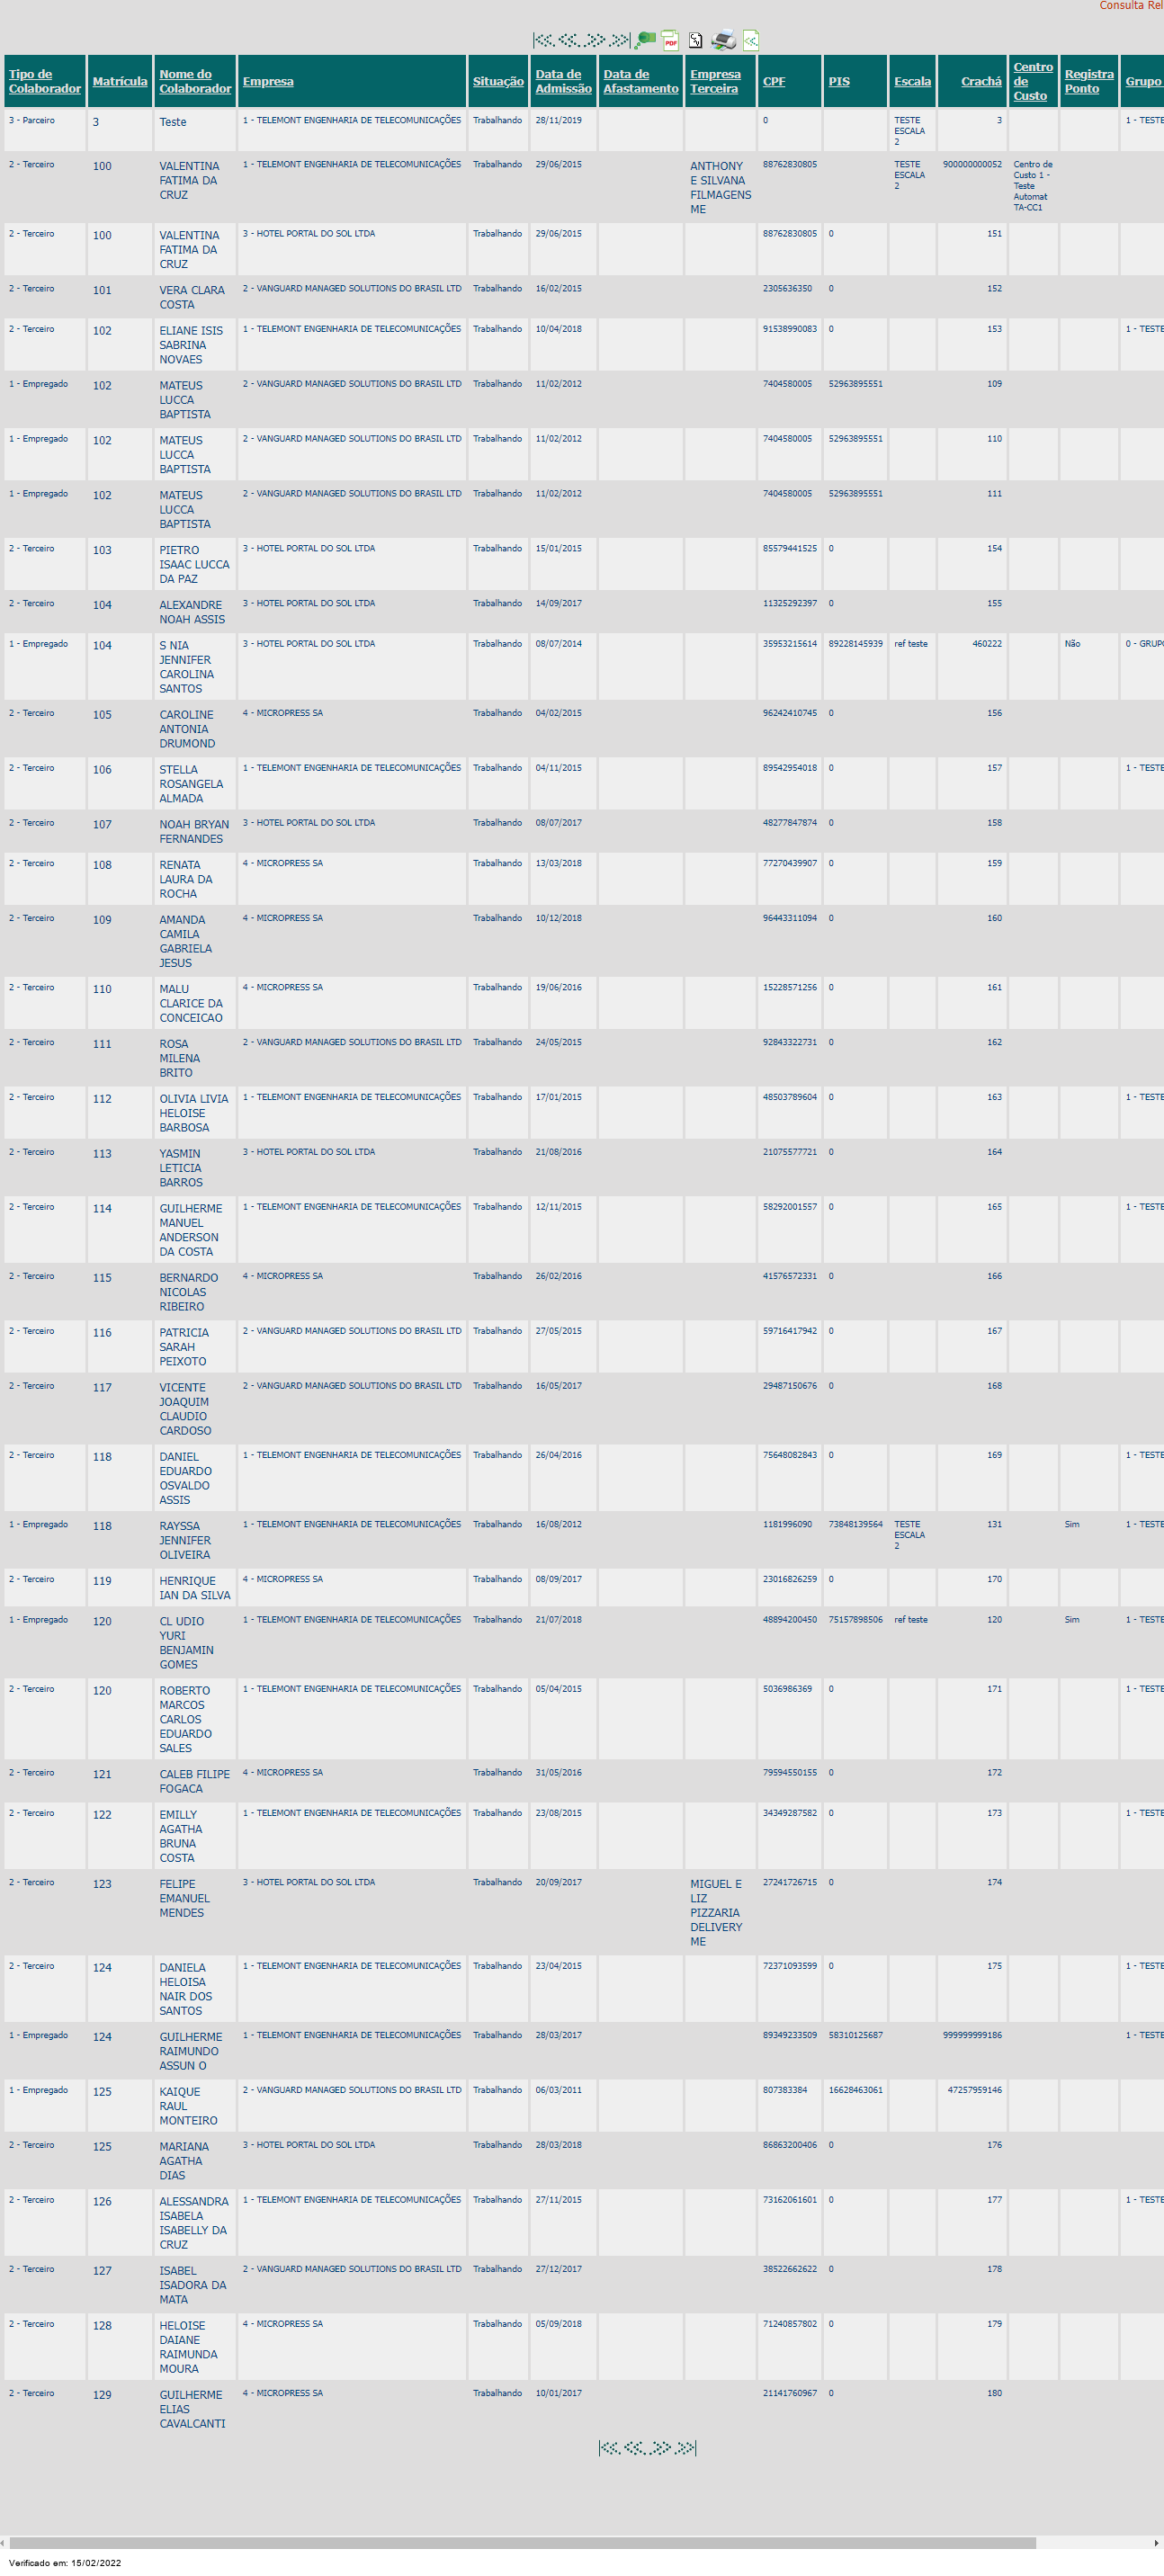 Consulta Rel
Tipo de Colaborador Matrícula Nome do Colaborador Empresa Situação Data de Admissão Data de Afastamento Empresa Terceira CPF PIS Escala Crachá Centro de Custo Registra Ponto Grupo
3 - Parceiro 3 Teste 1 - TELEMONT ENGENHARIA DE TELECOMUNICAÇÕES Trabalhando 28/11/2019 0 TESTE ESCALA 2 3 1 - TESTE
2 - Terceiro 100 VALENTINA FATIMA DA CRUZ 1 - TELEMONT ENGENHARIA DE TELECOMUNICAÇÕES Trabalhando 29/06/2015 ANTHONY E SILVANA FILMAGENS ME 88762830805 TESTE ESCALA 2 900000000052 Centro de Custo 1 - Teste Automat TA-CC1
2 - Terceiro 100 VALENTINA FATIMA DA CRUZ 3 - HOTEL PORTAL DO SOL LTDA Trabalhando 29/06/2015 88762830805 0 151
2 - Terceiro 101 VERA CLARA COSTA 2 - VANGUARD MANAGED SOLUTIONS DO BRASIL LTD Trabalhando 16/02/2015 2305636350 0 152
2 - Terceiro 102 ELIANE ISIS SABRINA NOVAES 1 - TELEMONT ENGENHARIA DE TELECOMUNICAÇÕES Trabalhando 10/04/2018 91538990083 0 153 1 - TESTE
1 - Empregado 102 MATEUS LUCCA BAPTISTA 2 - VANGUARD MANAGED SOLUTIONS DO BRASIL LTD Trabalhando 11/02/2012 7404580005 52963895551 109
1 - Empregado 102 MATEUS LUCCA BAPTISTA 2 - VANGUARD MANAGED SOLUTIONS DO BRASIL LTD Trabalhando 11/02/2012 7404580005 52963895551 110
1 - Empregado 102 MATEUS LUCCA BAPTISTA 2 - VANGUARD MANAGED SOLUTIONS DO BRASIL LTD Trabalhando 11/02/2012 7404580005 52963895551 111
2 - Terceiro 103 PIETRO ISAAC LUCCA DA PAZ 3 - HOTEL PORTAL DO SOL LTDA Trabalhando 15/01/2015 85579441525 0 154
2 - Terceiro 104 ALEXANDRE NOAH ASSIS 3 - HOTEL PORTAL DO SOL LTDA Trabalhando 14/09/2017 11325292397 0 155
1 - Empregado 104 S NIA JENNIFER CAROLINA SANTOS 3 - HOTEL PORTAL DO SOL LTDA Trabalhando 08/07/2014 35953215614 89228145939 ref teste 460222 Não 0 - GRUPO
2 - Terceiro 105 CAROLINE ANTONIA DRUMOND 4 - MICROPRESS SA Trabalhando 04/02/2015 96242410745 0 156
2 - Terceiro 106 STELLA ROSANGELA ALMADA 1 - TELEMONT ENGENHARIA DE TELECOMUNICAÇÕES Trabalhando 04/11/2015 89542954018 0 157 1 - TESTE
2 - Terceiro 107 NOAH BRYAN FERNANDES 3 - HOTEL PORTAL DO SOL LTDA Trabalhando 08/07/2017 48277847874 0 158
2 - Terceiro 108 RENATA LAURA DA ROCHA 4 - MICROPRESS SA Trabalhando 13/03/2018 77270439907 0 159
2 - Terceiro 109 AMANDA CAMILA GABRIELA JESUS 4 - MICROPRESS SA Trabalhando 10/12/2018 96443311094 0 160
2 - Terceiro 110 MALU CLARICE DA CONCEICAO 4 - MICROPRESS SA Trabalhando 19/06/2016 15228571256 0 161
2 - Terceiro 111 ROSA MILENA BRITO 2 - VANGUARD MANAGED SOLUTIONS DO BRASIL LTD Trabalhando 24/05/2015 92843322731 0 162
2 - Terceiro 112 OLIVIA LIVIA HELOISE BARBOSA 1 - TELEMONT ENGENHARIA DE TELECOMUNICAÇÕES Trabalhando 17/01/2015 48503789604 0 163 1 - TESTE
2 - Terceiro 113 YASMIN LETICIA BARROS 3 - HOTEL PORTAL DO SOL LTDA Trabalhando 21/08/2016 21075577721 0 164
2 - Terceiro 114 GUILHERME MANUEL ANDERSON DA COSTA 1 - TELEMONT ENGENHARIA DE TELECOMUNICAÇÕES Trabalhando 12/11/2015 58292001557 0 165 1 - TESTE
2 - Terceiro 115 BERNARDO NICOLAS RIBEIRO 4 - MICROPRESS SA Trabalhando 26/02/2016 41576572331 0 166
2 - Terceiro 116 PATRICIA SARAH PEIXOTO 2 - VANGUARD MANAGED SOLUTIONS DO BRASIL LTD Trabalhando 27/05/2015 59716417942 0 167
2 - Terceiro 117 VICENTE JOAQUIM CLAUDIO CARDOSO 2 - VANGUARD MANAGED SOLUTIONS DO BRASIL LTD Trabalhando 16/05/2017 29487150676 0 168
2 - Terceiro 118 DANIEL EDUARDO OSVALDO ASSIS 1 - TELEMONT ENGENHARIA DE TELECOMUNICAÇÕES Trabalhando 26/04/2016 75648082843 0 169 1 - TESTE
1 - Empregado 118 RAYSSA JENNIFER OLIVEIRA 1 - TELEMONT ENGENHARIA DE TELECOMUNICAÇÕES Trabalhando 16/08/2012 1181996090 73848139564 TESTE ESCALA 2 131 Sim 1 - TESTE
2 - Terceiro 119 HENRIQUE IAN DA SILVA 4 - MICROPRESS SA Trabalhando 08/09/2017 23016826259 0 170
1 - Empregado 120 CL UDIO YURI BENJAMIN GOMES 1 - TELEMONT ENGENHARIA DE TELECOMUNICAÇÕES Trabalhando 21/07/2018 48894200450 75157898506 ref teste 120 Sim 1 - TESTE
2 - Terceiro 120 ROBERTO MARCOS CARLOS EDUARDO SALES 1 - TELEMONT ENGENHARIA DE TELECOMUNICAÇÕES Trabalhando 05/04/2015 5036986369 0 171 1 - TESTE
2 - Terceiro 121 CALEB FILIPE FOGACA 4 - MICROPRESS SA Trabalhando 31/05/2016 79594550155 0 172
2 - Terceiro 122 EMILLY AGATHA BRUNA COSTA 1 - TELEMONT ENGENHARIA DE TELECOMUNICAÇÕES Trabalhando 23/08/2015 34349287582 0 173 1 - TESTE
2 - Terceiro 123 FELIPE EMANUEL MENDES 3 - HOTEL PORTAL DO SOL LTDA Trabalhando 20/09/2017 MIGUEL E LIZ PIZZARIA DELIVERY ME 27241726715 0 174
2 - Terceiro 124 DANIELA HELOISA NAIR DOS SANTOS 1 - TELEMONT ENGENHARIA DE TELECOMUNICAÇÕES Trabalhando 23/04/2015 72371093599 0 175 1 - TESTE
1 - Empregado 124 GUILHERME RAIMUNDO ASSUN O 1 - TELEMONT ENGENHARIA DE TELECOMUNICAÇÕES Trabalhando 28/03/2017 89349233509 58310125687 999999999186 1 - TESTE
1 - Empregado 125 KAIQUE RAUL MONTEIRO 2 - VANGUARD MANAGED SOLUTIONS DO BRASIL LTD Trabalhando 06/03/2011 807383384 16628463061 47257959146
2 - Terceiro 125 MARIANA AGATHA DIAS 3 - HOTEL PORTAL DO SOL LTDA Trabalhando 28/03/2018 86863200406 0 176
2 - Terceiro 126 ALESSANDRA ISABELA ISABELLY DA CRUZ 1 - TELEMONT ENGENHARIA DE TELECOMUNICAÇÕES Trabalhando 27/11/2015 73162061601 0 177 1 - TESTE
2 - Terceiro 127 ISABEL ISADORA DA MATA 2 - VANGUARD MANAGED SOLUTIONS DO BRASIL LTD Trabalhando 27/12/2017 38522662622 0 178
2 - Terceiro 128 HELOISE DAIANE RAIMUNDA MOURA 4 - MICROPRESS SA Trabalhando 05/09/2018 71240857802 0 179
2 - Terceiro 129 GUILHERME ELIAS CAVALCANTI 4 - MICROPRESS SA Trabalhando 10/01/2017 21141760967 0 180
Verificado em: 15/02/2022